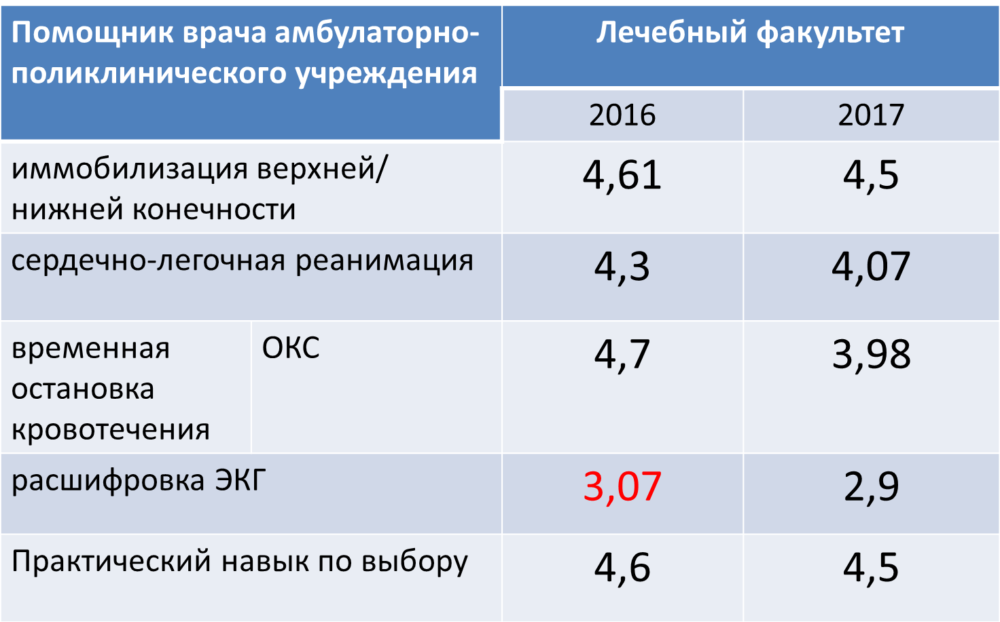 Помощник врача амбулаторно-
поликлинического учреждения
Лечебный факультет
2016
2017
иммобилизация верхней/
нижней конечности
4,61
4,5
сердечно-легочная реанимация
4,3
4,07
временная
остановка
кровотечения
ОКС
4,7
3,98
расшифровка ЭКГ
3,07
2,9
Практический навык по выбору
4,6
4,5